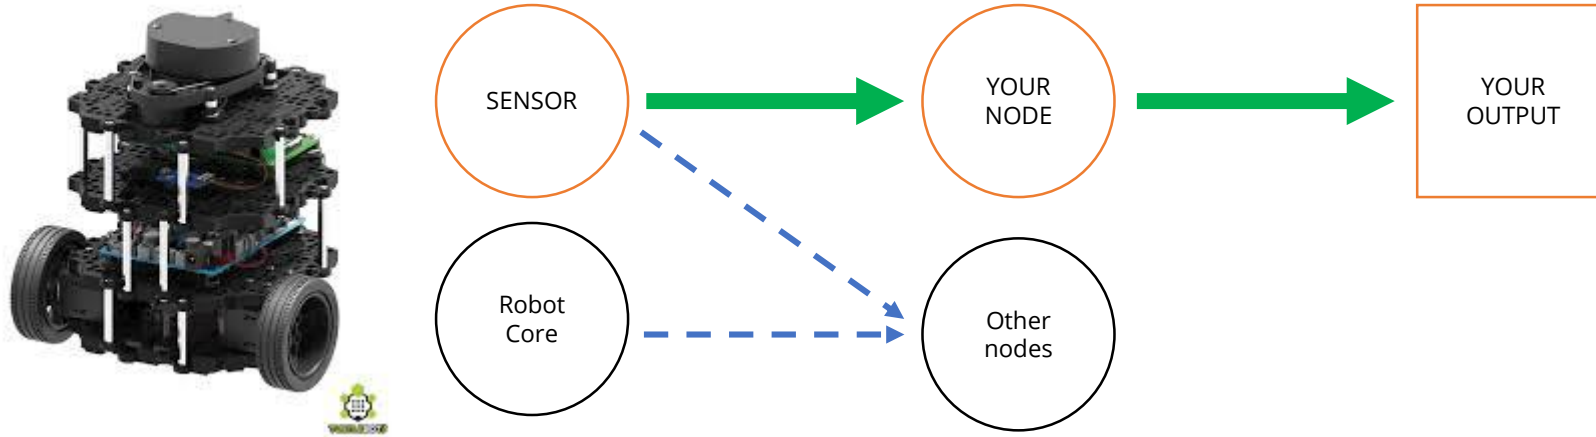 SENSOR
YOUR
NODE
YOUR
OUTPUT
Robot
Core
Other
nodes